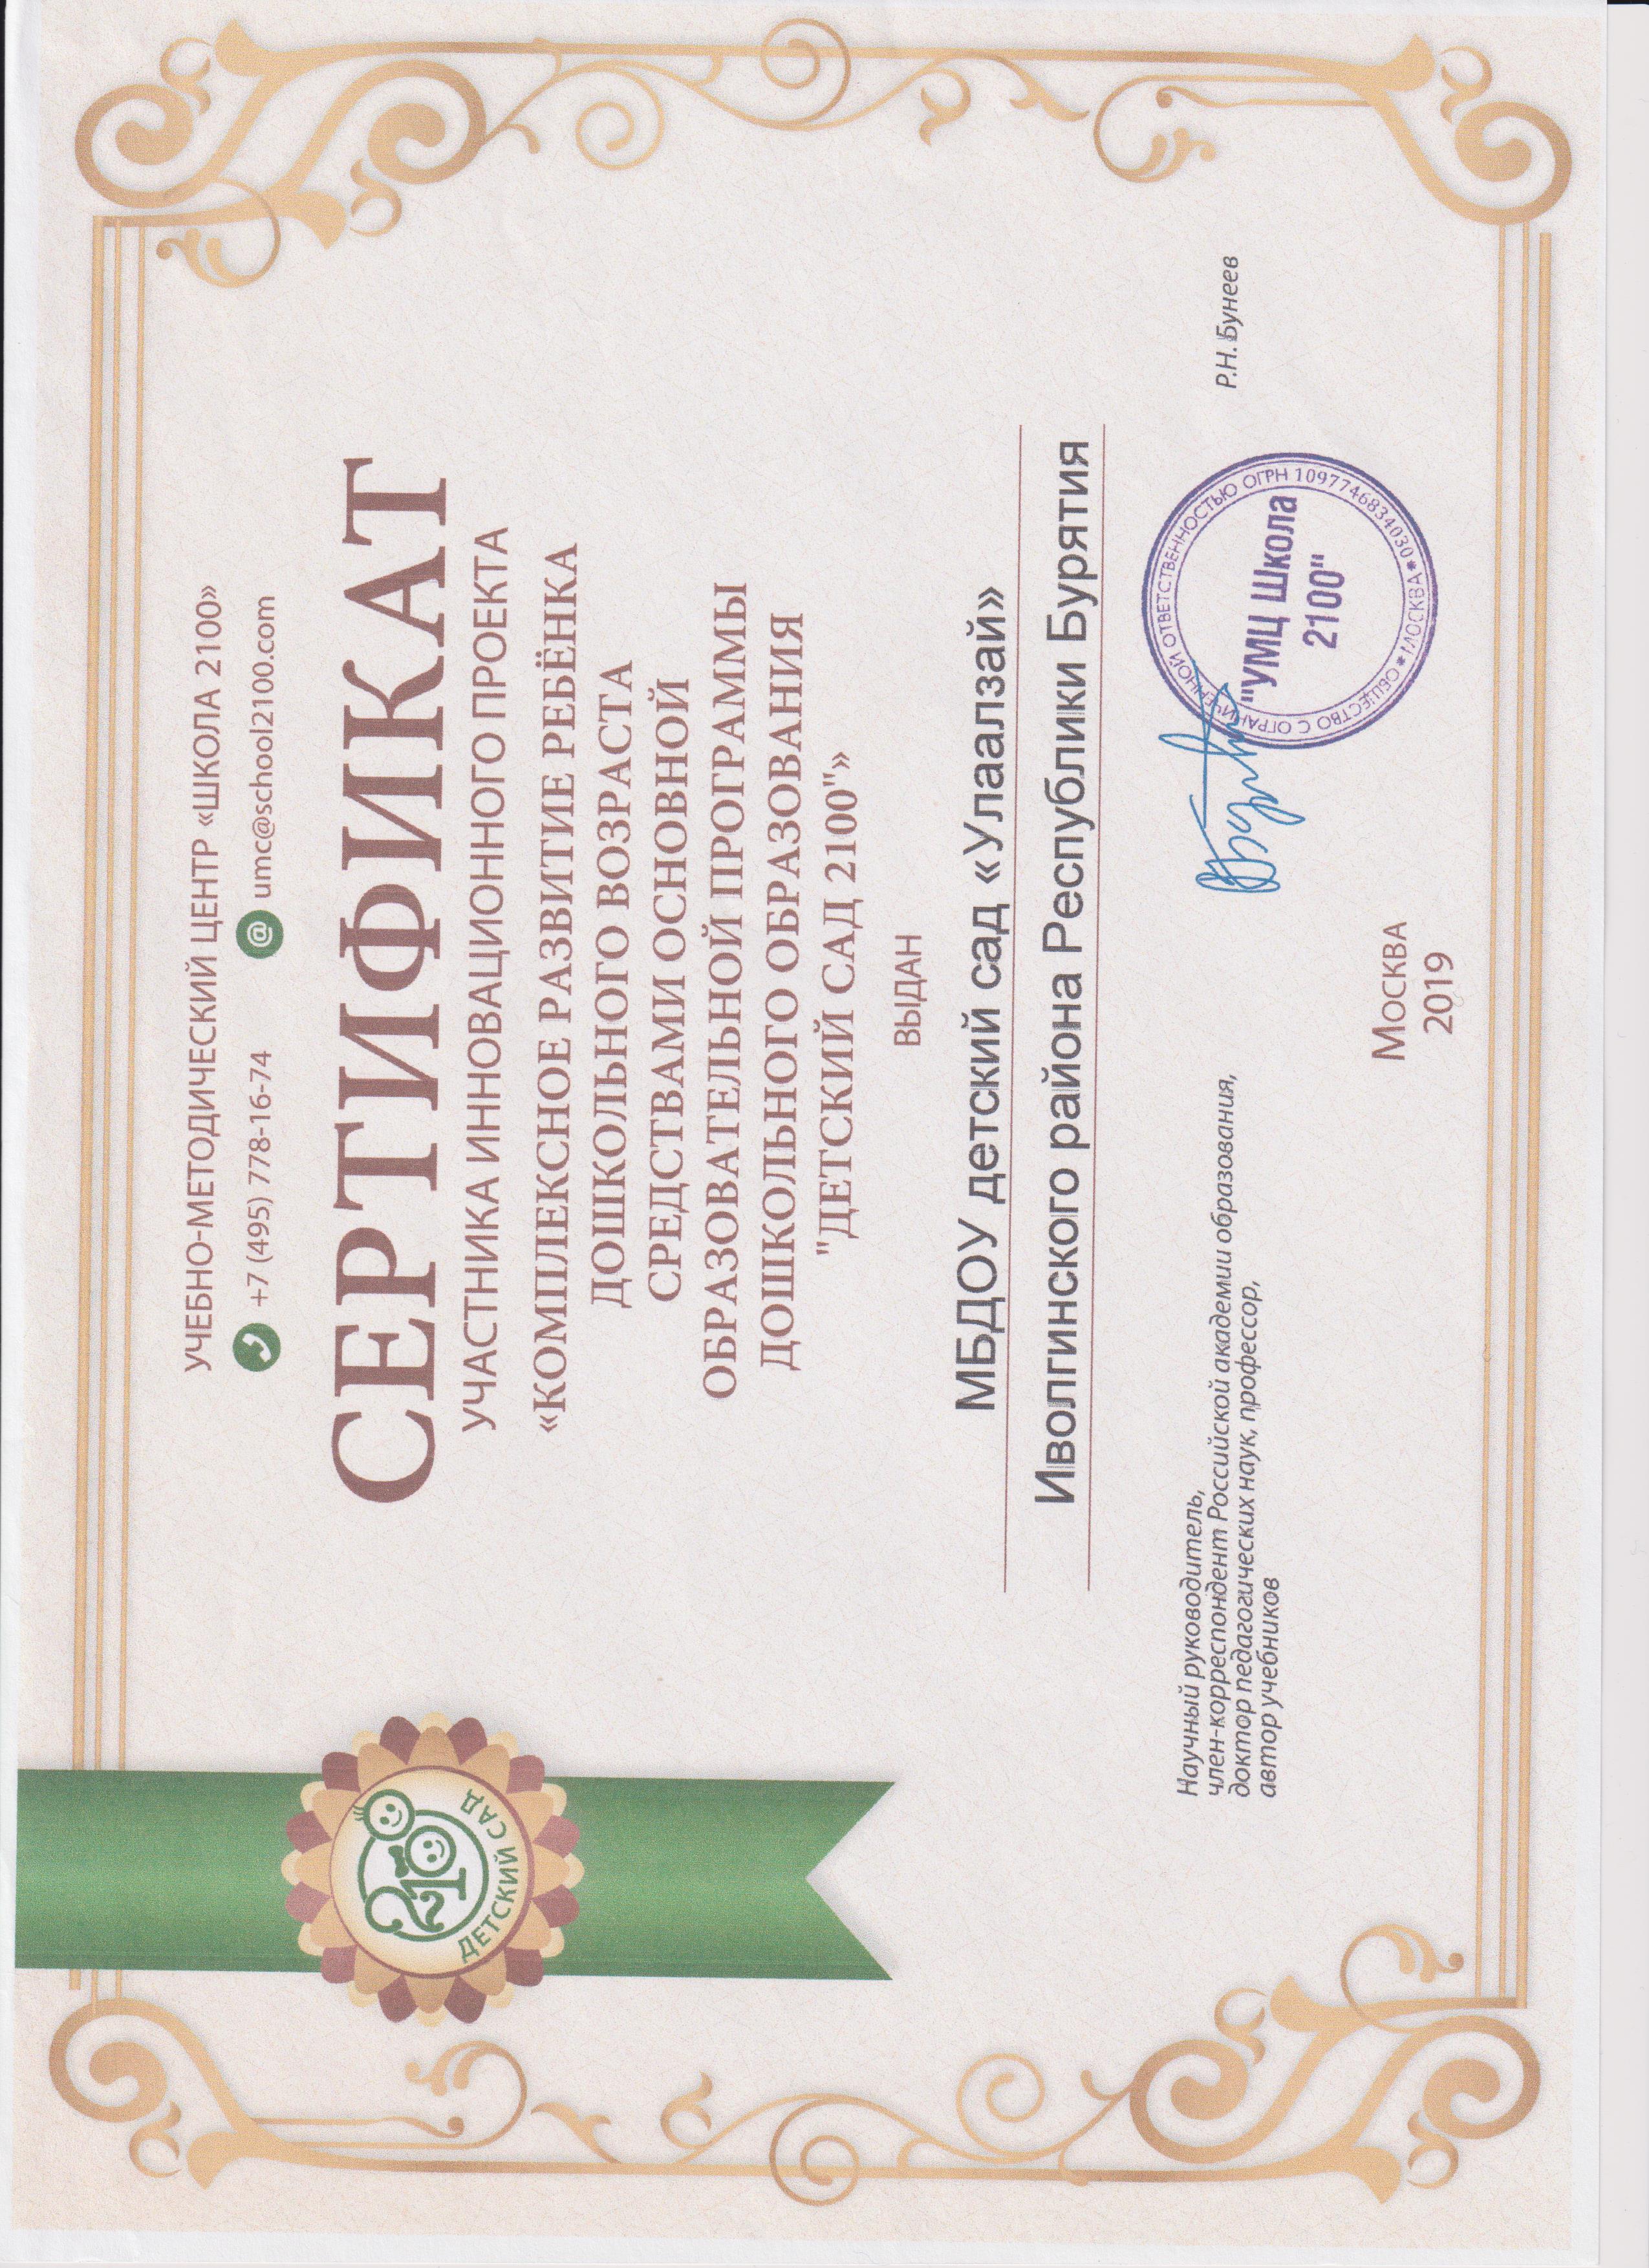 УЧЕБНО-МЕТОДИЧЕСКИЙ ЦЕНТР «ШКОЛА 2100»
+7 (495) 778-16-74 @ umc@school2100.com
СЕРТИФИКАТ
УЧАСТНИКА ИННОВАЦИОННОГО ПРОЕКТА
«КОМПЛЕКСНОЕ РАЗВИТИЕ РЕБЁНКА
ДОШКОЛЬНОГО ВОЗРАСТА
СРЕДСТВАМИ ОСНОВНОЙ
ОБРАЗОВАТЕЛЬНОЙ ПРОГРАММЫ
ДОШКОЛЬНОГО ОБРАЗОВАНИЯ
"ДЕТСКИЙ САД 2100"»
ВЫДАН
МБДОУ детский сад «Улаалзай»
Иволгинского района Республики Бурятия
Научный руководитель,
член-корреспондент Российской академии образования,
доктор педагогических наук, профессор,
автор учебников
Р.Н. Бунеев
ОБЩЕСТВО С ОГРАНИЧЕННОЙ ОТВЕТСТВЕННОСТЬЮ ОГРН 1097746834030 * МОСКВА *
"УМЦ Школа
2100"
МОСКВА
2019
2100
ДЕТСКИЙ САД